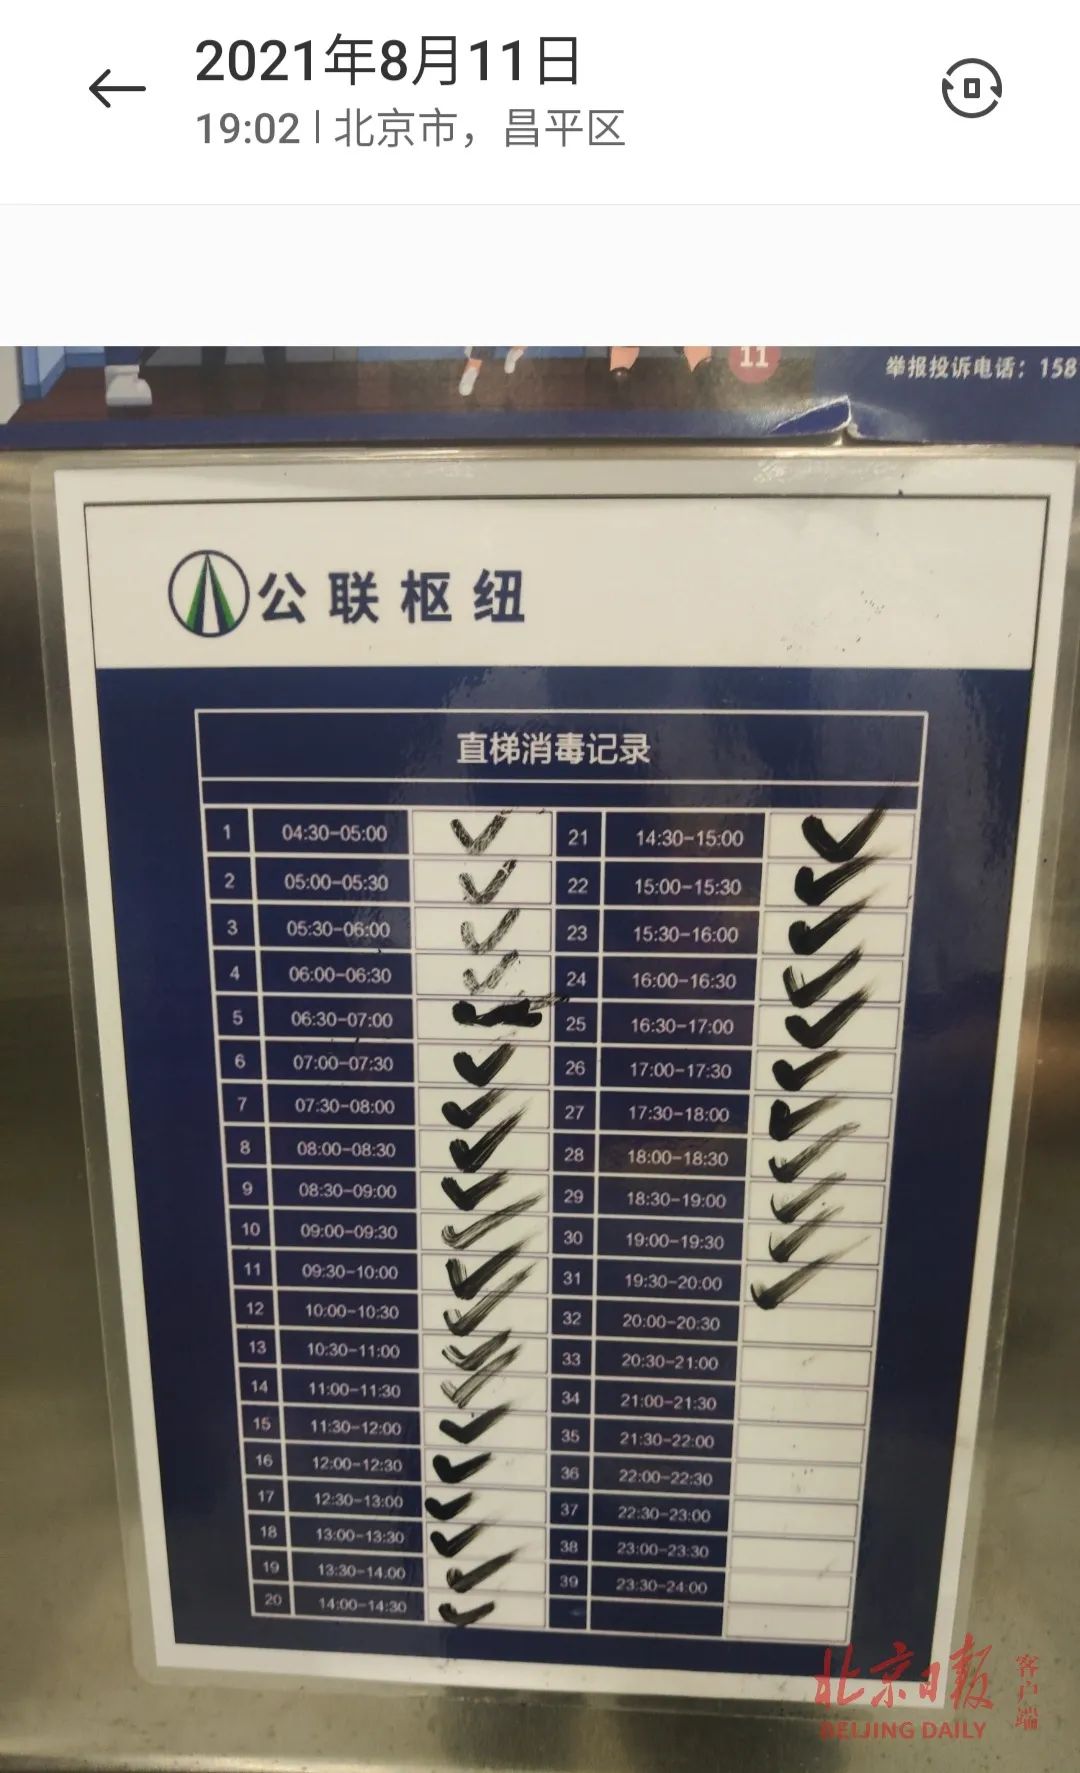 2021年8月11日
19:02 | 北京市，昌平区
11
举报投诉电话：158
公联枢纽
直梯消毒记录
1 04:30-05:00 ✓ 21 14:30-15:00 ✓
2 05:00-05:30 ✓ 22 15:00-15:30 ✓
3 05:30-06:00 ✓ 23 15:30-16:00 ✓
4 06:00-06:30 ✓ 24 16:00-16:30 ✓
5 06:30-07:00 25 16:30-17:00 ✓
6 07:00-07:30 ✓ 26 17:00-17:30 ✓
7 07:30-08:00 ✓ 27 17:30-18:00 ✓
8 08:00-08:30 ✓ 28 18:00-18:30 ✓
9 08:30-09:00 ✓ 29 18:30-19:00 ✓
10 09:00-09:30 ✓ 30 19:00-19:30 ✓
11 09:30-10:00 ✓ 31 19:30-20:00 ✓
12 10:00-10:30 ✓ 32 20:00-20:30
13 10:30-11:00 ✓ 33 20:30-21:00
14 11:00-11:30 ✓ 34 21:00-21:30
15 11:30-12:00 ✓ 35 21:30-22:00
16 12:00-12:30 ✓ 36 22:00-22:30
17 12:30-13:00 ✓ 37 22:30-23:00
18 13:00-13:30 ✓ 38 23:00-23:30
19 13:30-14:00 ✓ 39 23:30-24:00
20 14:00-14:30 ✓
北京日报 客户端
BEIJING DAILY